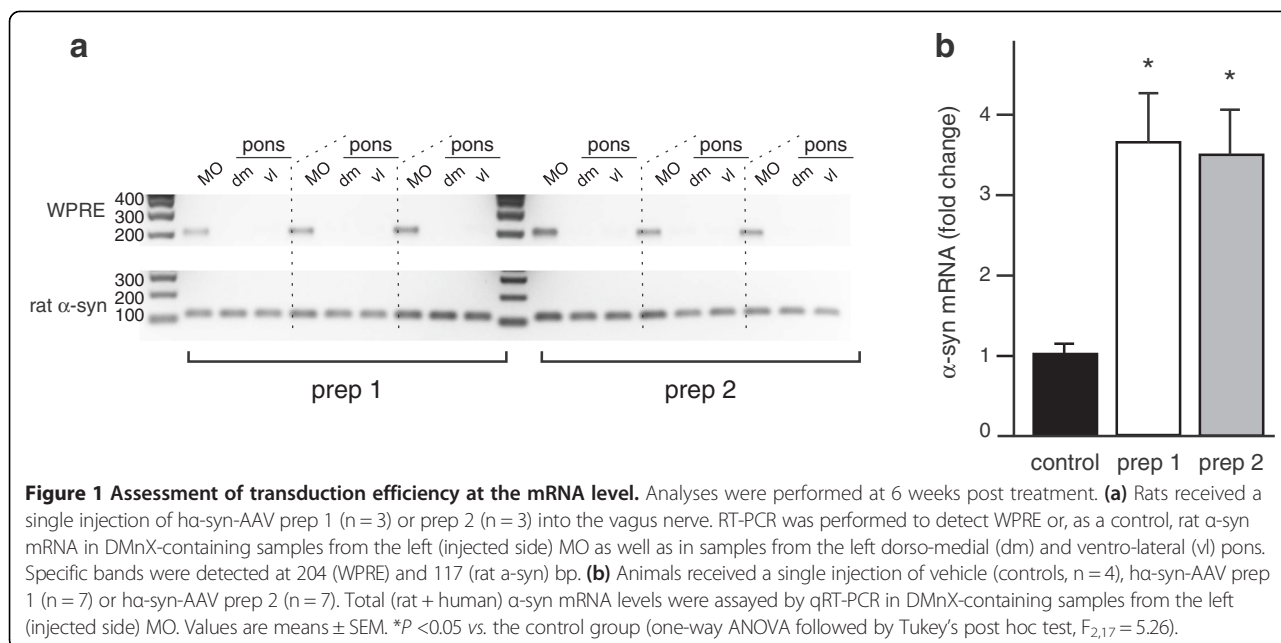 a
pons pons pons pons pons pons
MO dm vl MO dm vl MO dm vl MO dm vl MO dm vl MO dm vl
WPRE
400
300
200
rat α-syn
300
200
100
prep 1 prep 2
b
α-syn mRNA (fold change)
4
3
2
1
0
* *
control prep 1 prep 2
Figure 1 Assessment of transduction efficiency at the mRNA level. Analyses were performed at 6 weeks post treatment. (a) Rats received a
single injection of hα-syn-AAV prep 1 (n = 3) or prep 2 (n = 3) into the vagus nerve. RT-PCR was performed to detect WPRE or, as a control, rat α-syn
mRNA in DMnX-containing samples from the left (injected side) MO as well as in samples from the left dorso-medial (dm) and ventro-lateral (vl) pons.
Specific bands were detected at 204 (WPRE) and 117 (rat a-syn) bp. (b) Animals received a single injection of vehicle (controls, n = 4), hα-syn-AAV prep
1 (n = 7) or hα-syn-AAV prep 2 (n = 7). Total (rat + human) α-syn mRNA levels were assayed by qRT-PCR in DMnX-containing samples from the left
(injected side) MO. Values are means ± SEM. *P <0.05 vs. the control group (one-way ANOVA followed by Tukey's post hoc test, F2,17 = 5.26).